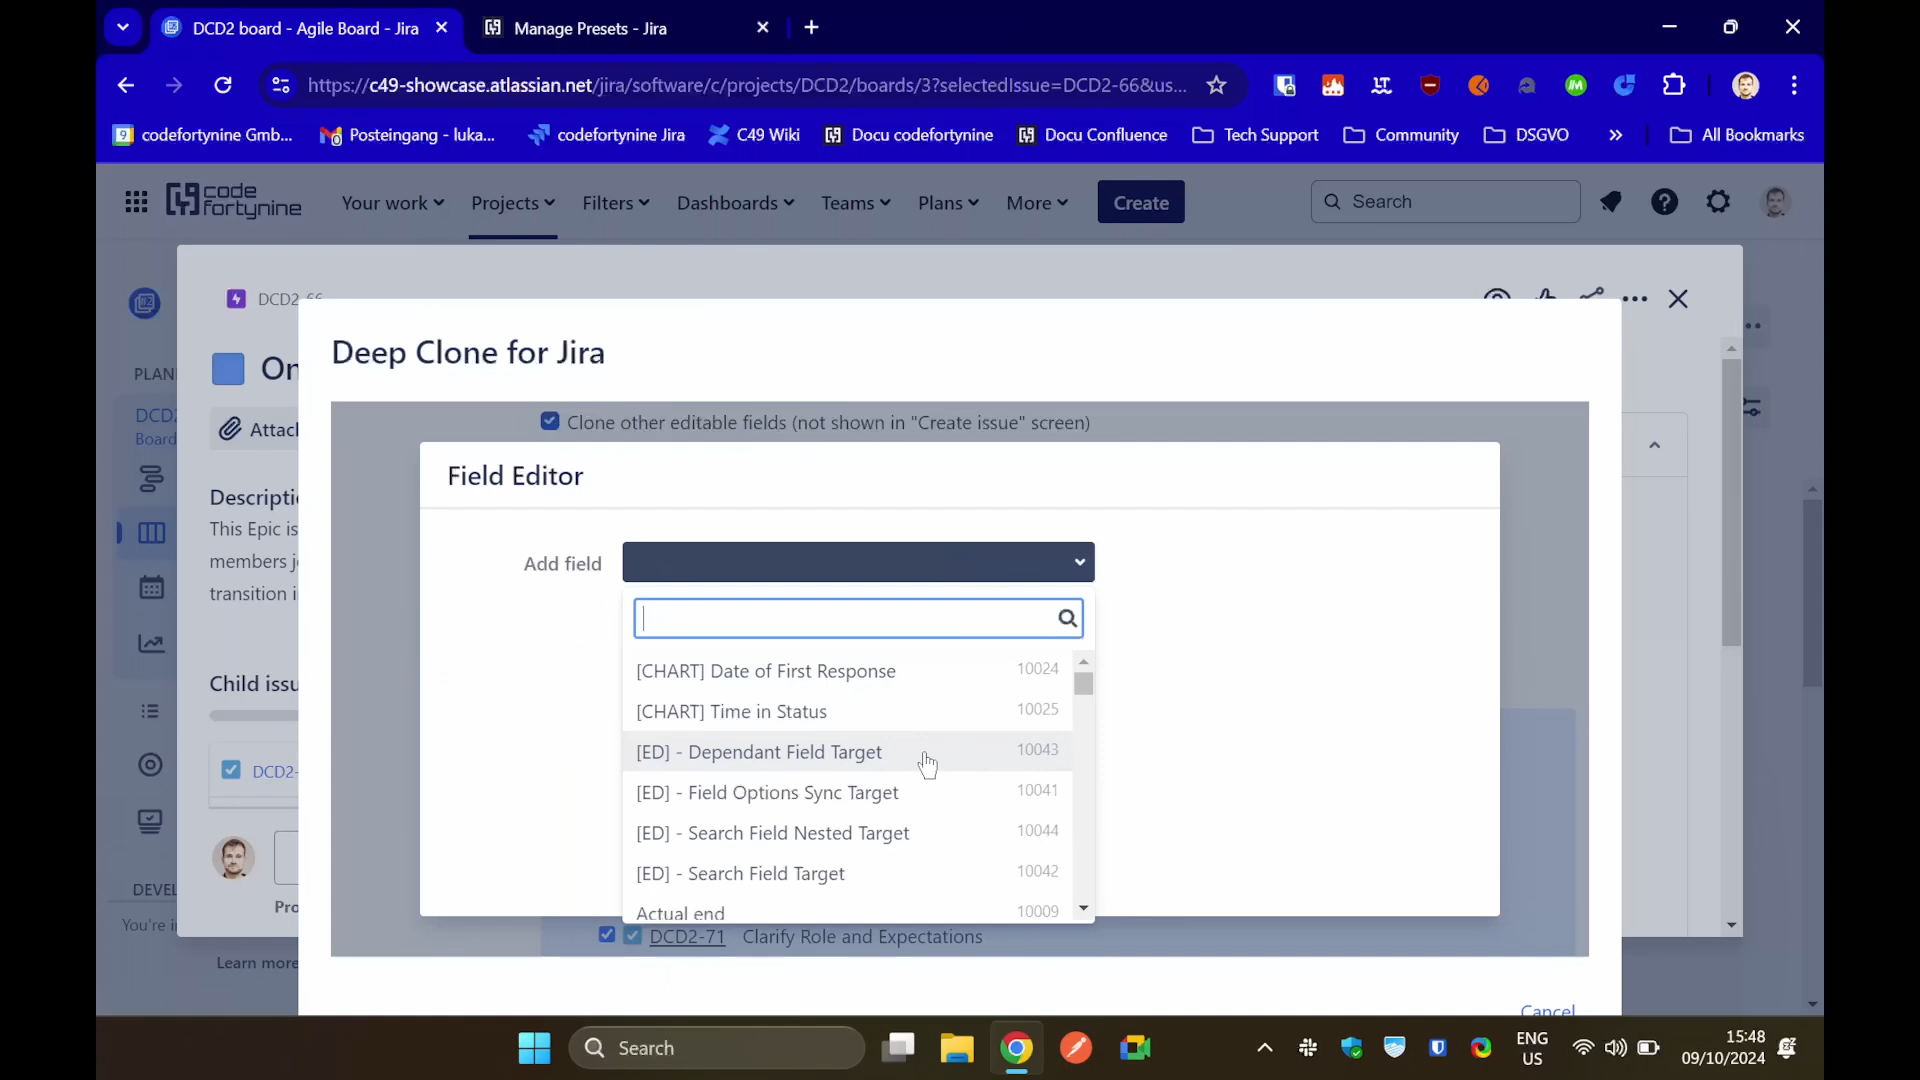 DCD2 board - Agile Board - Jira
Manage Presets - Jira
https://c49-showcase.atlassian.net/jira/software/c/projects/DCD2/boards/3?selectedIssue=DCD2-66&us...
codefortynine Gmb...
Posteingang - luka...
codefortynine Jira
C49 Wiki
Docu codefortynine
Docu Confluence
Tech Support
Community
DSGVO
All Bookmarks
code
fortynine
Your work
Projects
Filters
Dashboards
Teams
Plans
More
Create
Search
DCD2-66
Deep Clone for Jira
On
PLAN
DCD2
Board
Attach
Clone other editable fields (not shown in "Create issue" screen)
Field Editor
Descriptio
This Epic is
members jo
transition i
Add field
[CHART] Date of First Response 10024
[CHART] Time in Status 10025
[ED] - Dependant Field Target 10043
[ED] - Field Options Sync Target 10041
[ED] - Search Field Nested Target 10044
[ED] - Search Field Target 10042
Actual end 10009
Child issu
DCD2-
DEVEL
Pro
You're i
Learn more
DCD2-71 Clarify Role and Expectations
Cancel
Search
ENG
US
15:48
09/10/2024